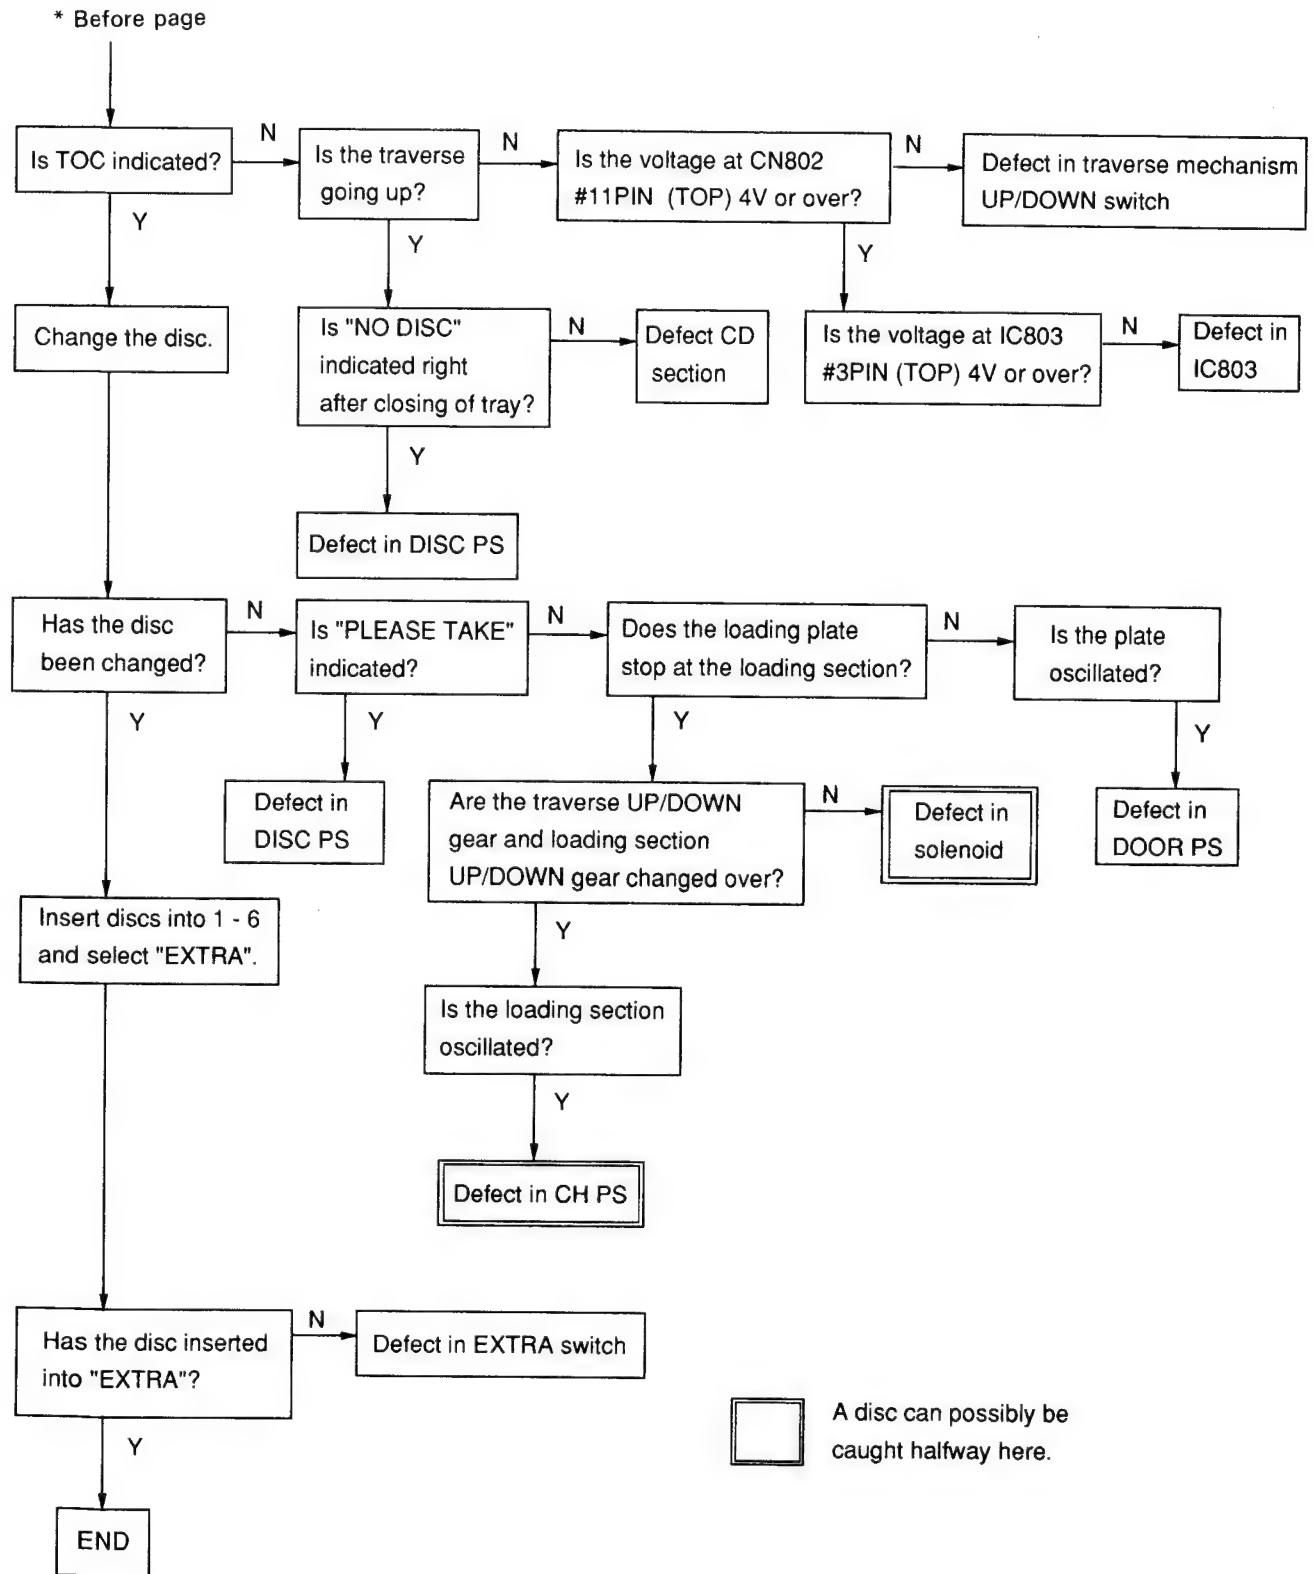 * Before page
Is TOC indicated?
N
Is the traverse
going up?
N
Is the voltage at CN802
#11PIN (TOP) 4V or over?
N
Defect in traverse mechanism
UP/DOWN switch
Y
Y
Y
Change the disc.
Is "NO DISC"
indicated right
after closing of tray?
N
Defect CD
section
Is the voltage at IC803
#3PIN (TOP) 4V or over?
N
Defect in
IC803
Y
Defect in DISC PS
Has the disc
been changed?
N
Is "PLEASE TAKE"
indicated?
N
Does the loading plate
stop at the loading section?
N
Is the plate
oscillated?
Y
Y
Y
Y
Defect in
DISC PS
Are the traverse UP/DOWN
gear and loading section
UP/DOWN gear changed over?
N
Defect in
solenoid
Defect in
DOOR PS
Insert discs into 1 - 6
and select "EXTRA".
Y
Is the loading section
oscillated?
Y
Defect in CH PS
Has the disc inserted
into "EXTRA"?
N
Defect in EXTRA switch
Y
END
A disc can possibly be
caught halfway here.